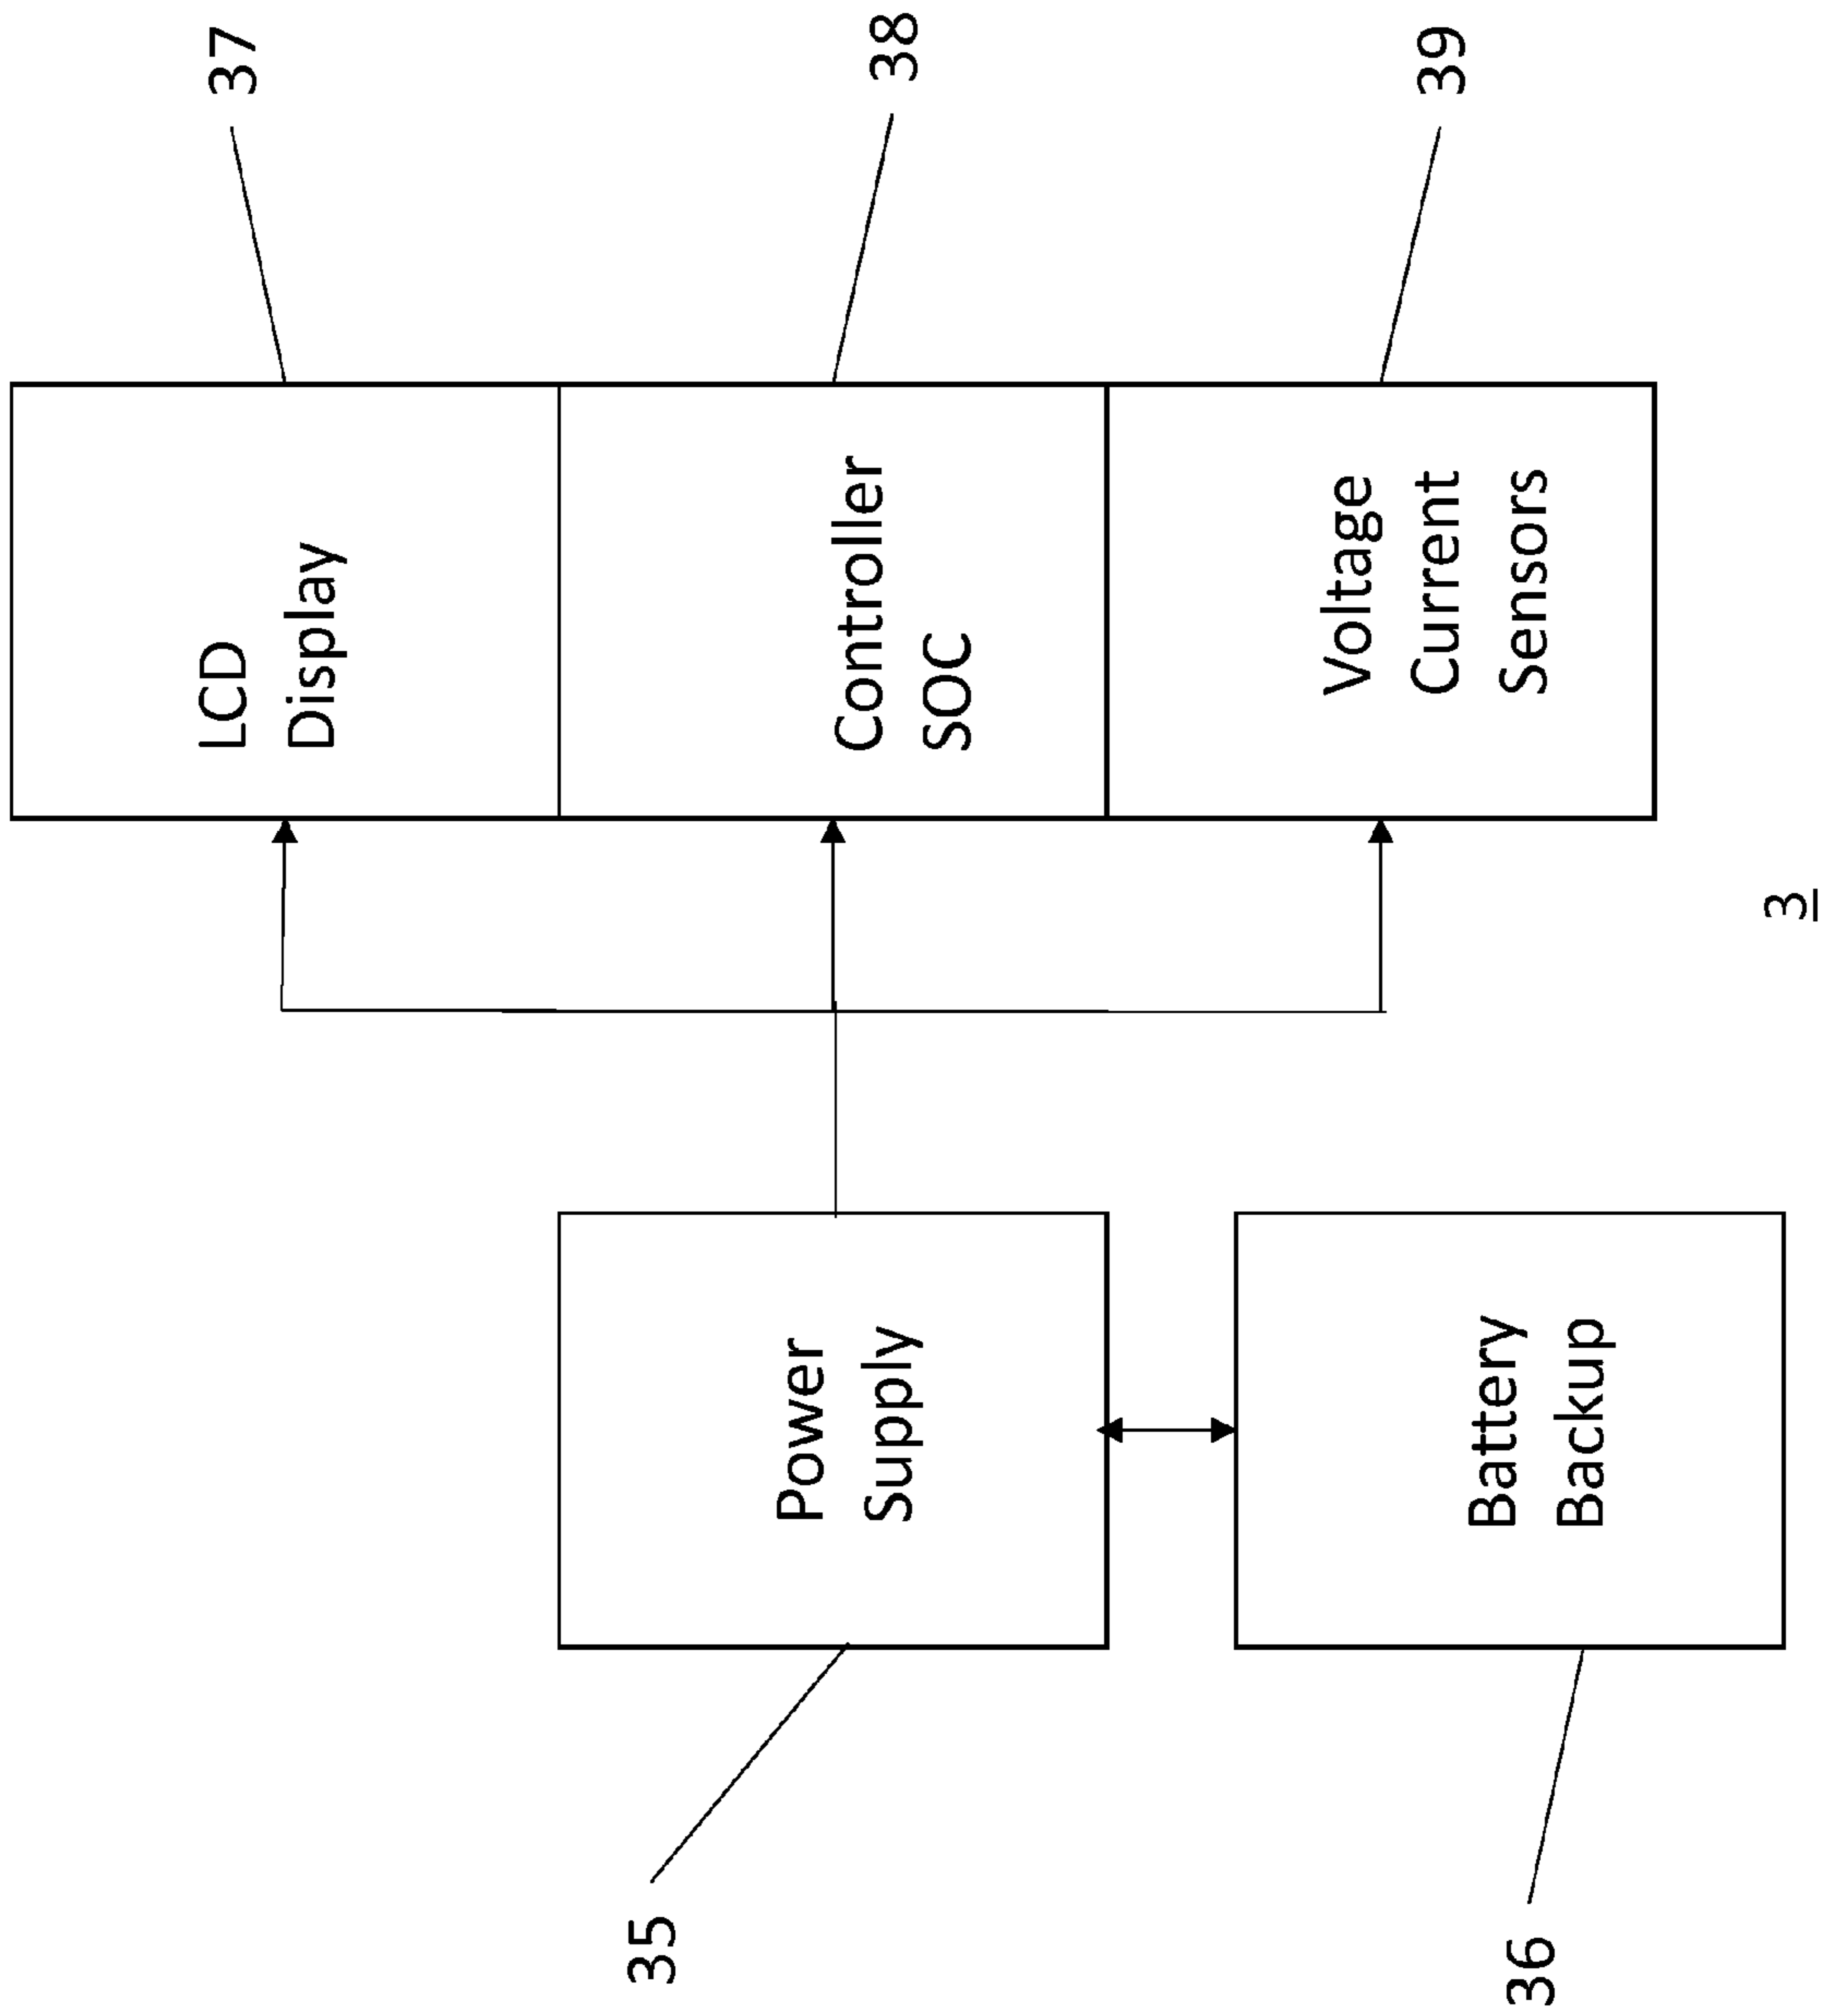 37
LCD
Display
38
Controller
SOC
39
Voltage
Current
Sensors
35
Power
Supply
36
Battery
Backup
3